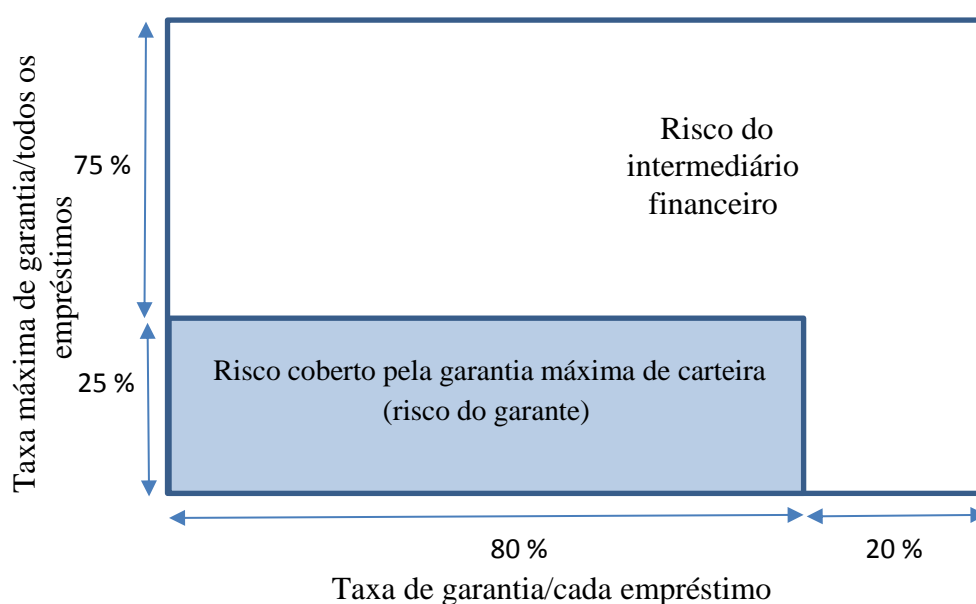 Taxa máxima de garantia/todos os
empréstimos
75 %
25 %
Risco do
intermediário
financeiro
Risco coberto pela garantia máxima de carteira
(risco do garante)
80 %
20 %
Taxa de garantia/cada empréstimo